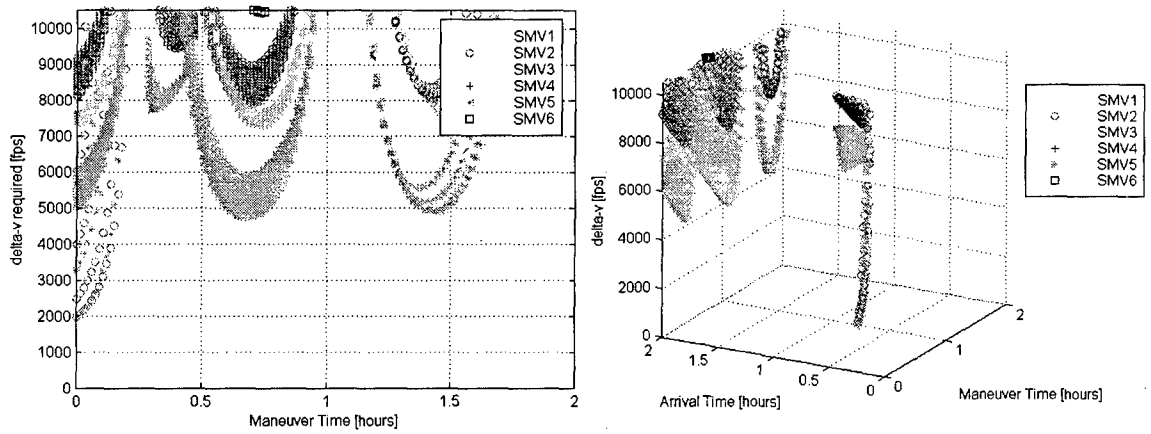 10000
9000
8000
7000
6000
5000
4000
3000
2000
1000
0
delta-v required [fps]
0
0.5
1
1.5
2
Maneuver Time [hours]
SMV1
SMV2
SMV3
SMV4
SMV5
SMV6
10000
8000
6000
4000
2000
0
delta-v [fps]
2
1.5
1
0.5
0
Arrival Time [hours]
0
1
2
Maneuver Time [hours]
SMV1
SMV2
SMV3
SMV4
SMV5
SMV6